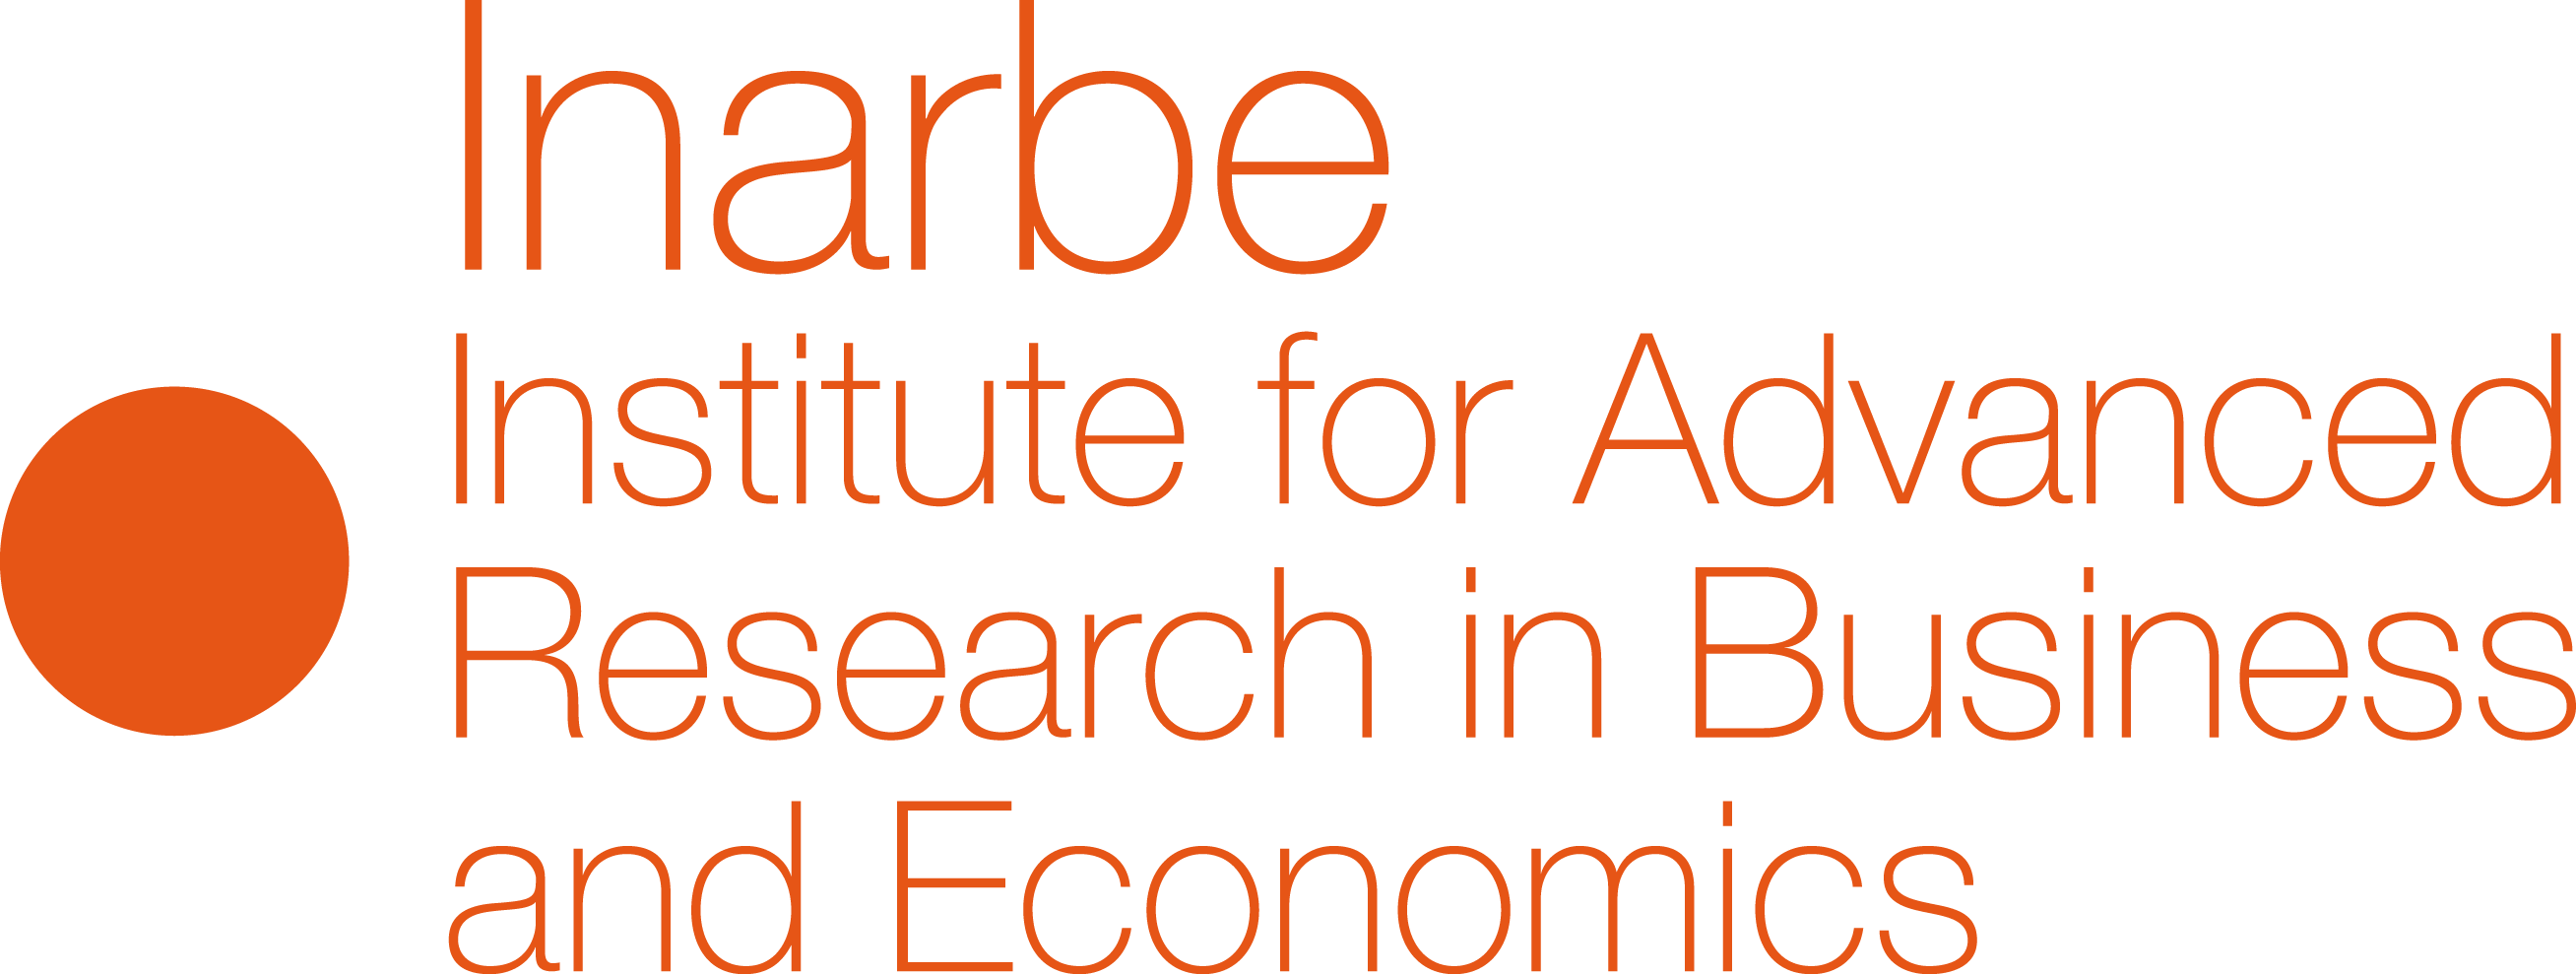 Inarbe
Institute for Advanced
Research in Business
and Economics